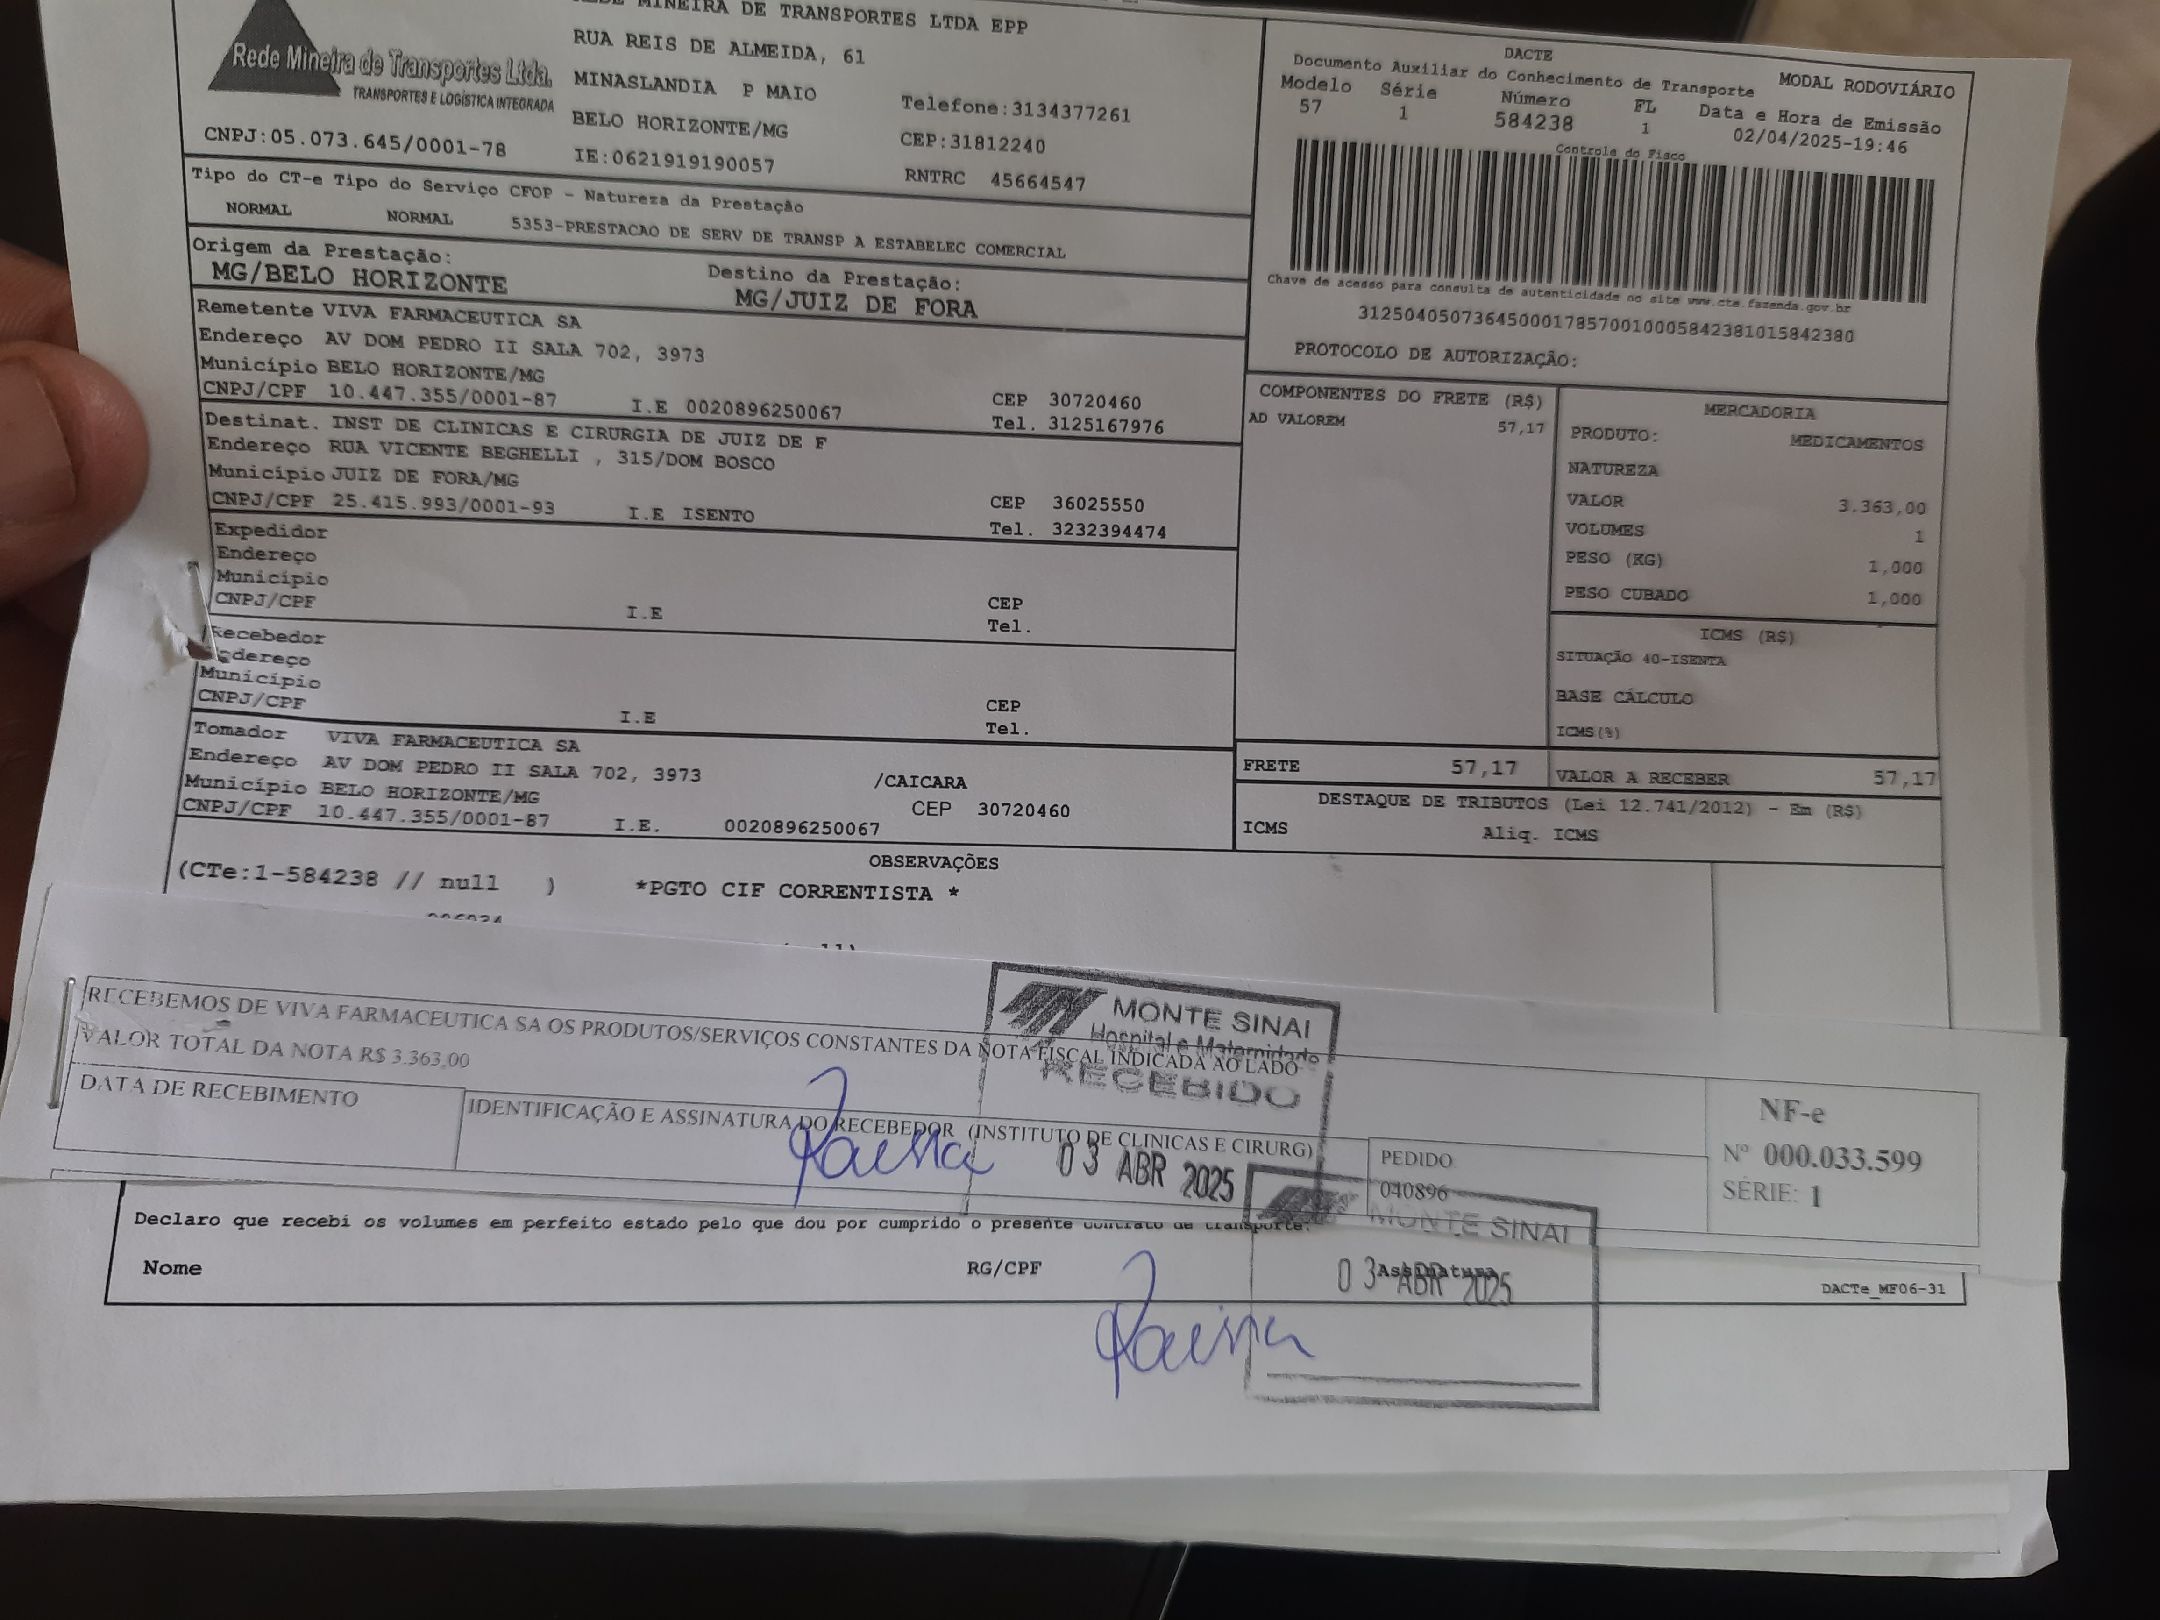 MINEIRA DE TRANSPORTES LTDA EPP
Rede Mineira de Transportes Ltda.
TRANSPORTES E LOGÍSTICA INTEGRADA
CNPJ:05.073.645/0001-78
RUA REIS DE ALMEIDA, 61
MINASLANDIA P MAIO
BELO HORIZONTE/MG
IE:0621919190057
Telefone:3134377261
CEP:31812240
RNTRC 45664547
DACTE
Documento Auxiliar do Conhecimento de Transporte
MODAL RODOVIÁRIO
Modelo Série Número FL Data e Hora de Emissão
57 1 584238 1 02/04/2025-19:46
Controle do Fisco
Chave de acesso para consulta de autenticidade no site www.cte.fazenda.gov.br
31250405073645000178570010005842381015842380
PROTOCOLO DE AUTORIZAÇÃO:
Tipo do CT-e Tipo do Serviço CFOP - Natureza da Prestação
NORMAL NORMAL 5353-PRESTACAO DE SERV DE TRANSP A ESTABELEC COMERCIAL
Origem da Prestação: Destino da Prestação:
MG/BELO HORIZONTE MG/JUIZ DE FORA
Remetente VIVA FARMACEUTICA SA
Endereço AV DOM PEDRO II SALA 702, 3973
Município BELO HORIZONTE/MG CEP 30720460
CNPJ/CPF 10.447.355/0001-87 I.E 0020896250067 Tel. 3125167976
Destinat. INST DE CLINICAS E CIRURGIA DE JUIZ DE F
Endereço RUA VICENTE BEGHELLI , 315/DOM BOSCO
Município JUIZ DE FORA/MG CEP 36025550
CNPJ/CPF 25.415.993/0001-93 I.E ISENTO Tel. 3232394474
Expedidor
Endereço
Município CEP
CNPJ/CPF I.E Tel.
Recebedor
Endereço
Município CEP
CNPJ/CPF I.E Tel.
Tomador VIVA FARMACEUTICA SA
Endereço AV DOM PEDRO II SALA 702, 3973 /CAICARA
Município BELO HORIZONTE/MG CEP 30720460
CNPJ/CPF 10.447.355/0001-87 I.E. 0020896250067
COMPONENTES DO FRETE (R$)
AD VALOREM 57,17
MERCADORIA
PRODUTO: MEDICAMENTOS
NATUREZA
VALOR 3.363,00
VOLUMES 1
PESO (KG) 1,000
PESO CUBADO 1,000
ICMS (R$)
SITUAÇÃO 40-ISENTA
BASE CÁLCULO
ICMS(%)
FRETE 57,17 VALOR A RECEBER 57,17
DESTAQUE DE TRIBUTOS (Lei 12.741/2012) - Em (R$)
ICMS Aliq. ICMS
OBSERVAÇÕES
(CTe:1-584238 // null ) *PGTO CIF CORRENTISTA *
RECEBEMOS DE VIVA FARMACEUTICA SA OS PRODUTOS/SERVIÇOS CONSTANTES DA NOTA FISCAL INDICADA AO LADO
VALOR TOTAL DA NOTA R$ 3.363,00
DATA DE RECEBIMENTO
IDENTIFICAÇÃO E ASSINATURA DO RECEBEDOR (INSTITUTO DE CLINICAS E CIRURG)
MONTE SINAI
Hospital e Maternidade
RECEBIDO
03 ABR 2025
PEDIDO
040896
NF-e
Nº 000.033.599
SÉRIE: 1
Declaro que recebi os volumes em perfeito estado pelo que dou por cumprido o presente contrato de transporte.
Nome RG/CPF Assinatura
MONTE SINAI
03 ABR 2025
DACTe_MF06-31